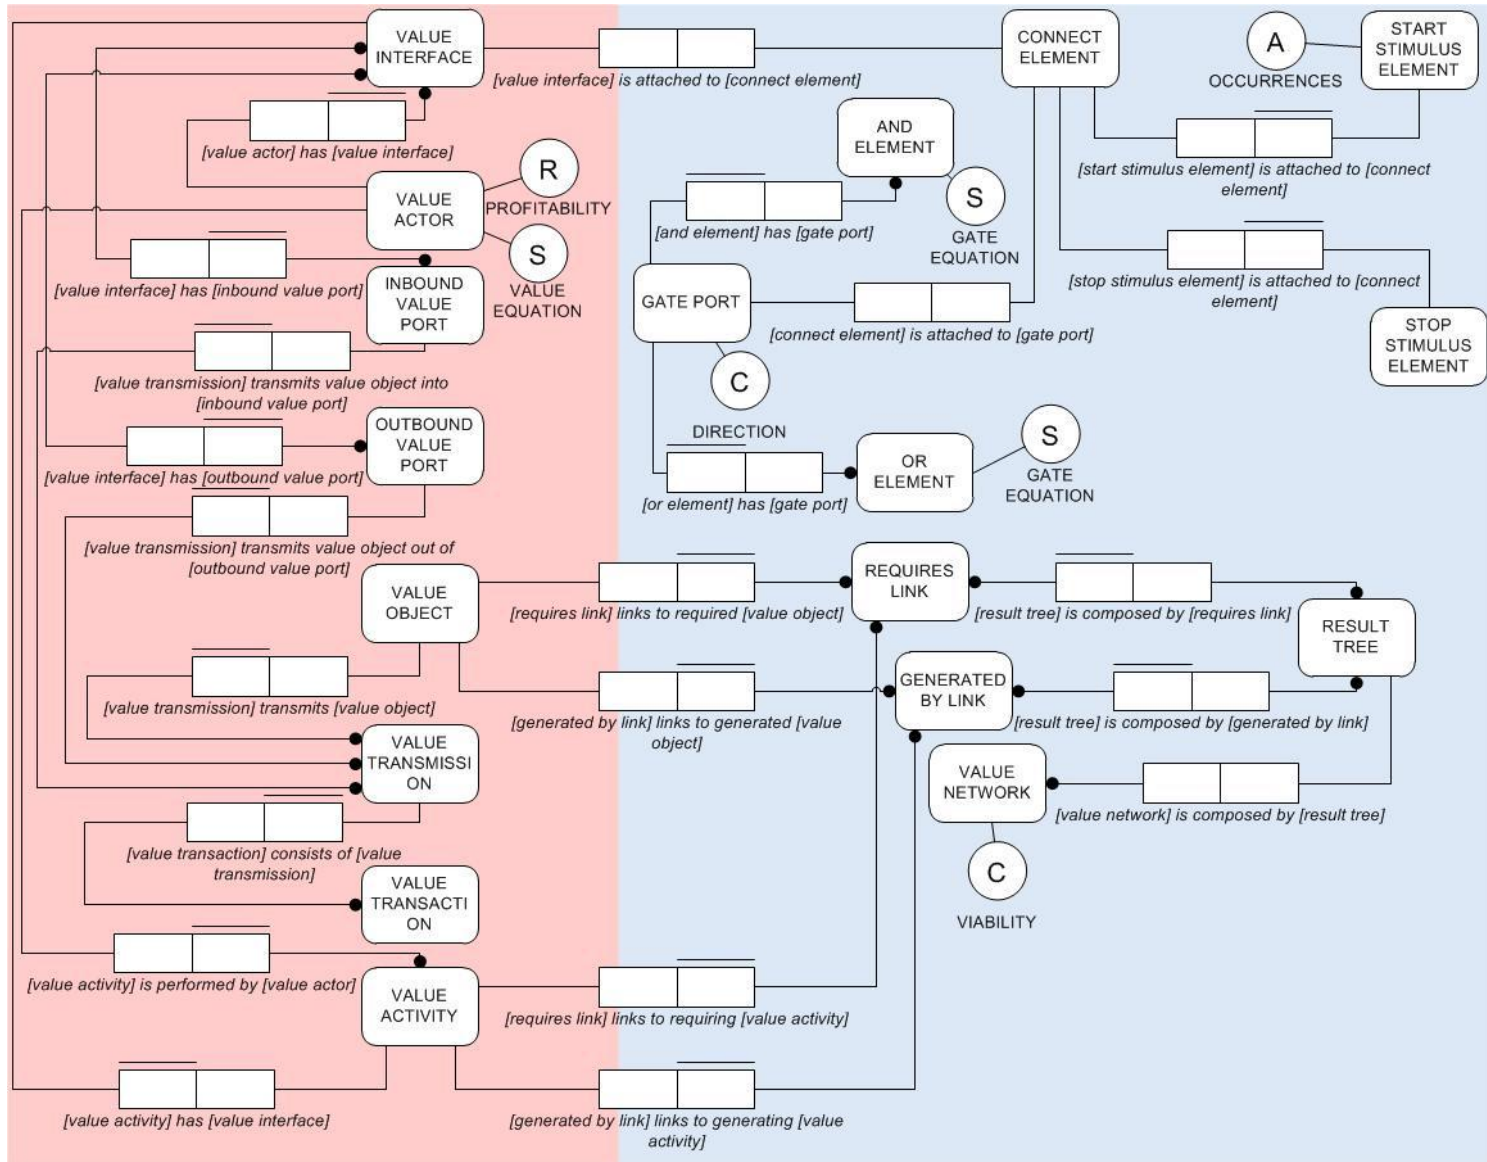 VALUE
INTERFACE
[value interface] is attached to [connect element]
CONNECT
ELEMENT
A
OCCURRENCES
START
STIMULUS
ELEMENT
[value actor] has [value interface]
AND
ELEMENT
[start stimulus element] is attached to [connect
element]
R
PROFITABILITY
VALUE
ACTOR
S
GATE
EQUATION
[and element] has [gate port]
S
VALUE
EQUATION
[value interface] has [inbound value port]
INBOUND
VALUE
PORT
GATE PORT
[connect element] is attached to [gate port]
[stop stimulus element] is attached to [connect
element]
STOP
STIMULUS
ELEMENT
[value transmission] transmits value object into
[inbound value port]
C
DIRECTION
OUTBOUND
VALUE
PORT
[value interface] has [outbound value port]
OR
ELEMENT
S
GATE
EQUATION
[or element] has [gate port]
[value transmission] transmits value object out of
[outbound value port]
VALUE
OBJECT
[requires link] links to required [value object]
REQUIRES
LINK
[result tree] is composed by [requires link]
RESULT
TREE
[value transmission] transmits [value object]
[generated by link] links to generated [value
object]
GENERATED
BY LINK
[result tree] is composed by [generated by link]
VALUE
TRANSMISSI
ON
VALUE
NETWORK
[value network] is composed by [result tree]
[value transaction] consists of [value
transmission]
C
VIABILITY
VALUE
TRANSACTI
ON
[value activity] is performed by [value actor]
VALUE
ACTIVITY
[requires link] links to requiring [value activity]
[value activity] has [value interface]
[generated by link] links to generating [value
activity]